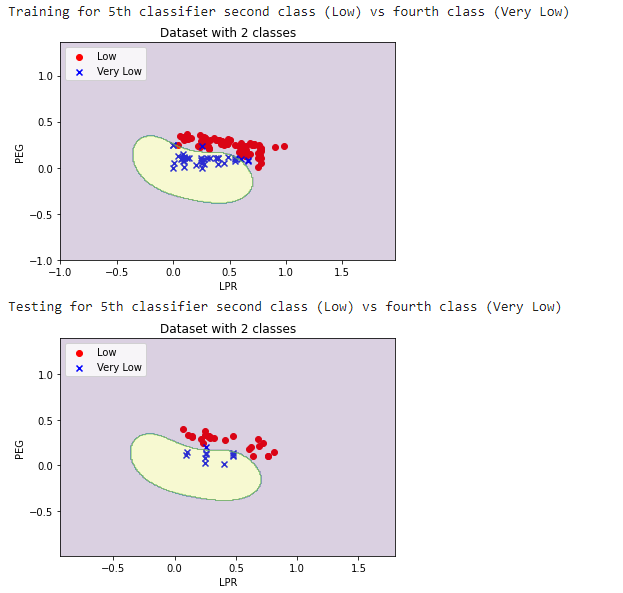 Training for 5th classifier second class (Low) vs fourth class (Very Low)
Dataset with 2 classes
Low
Very Low
1.0
0.5
0.0
−0.5
−1.0
PEG
−1.0 −0.5 0.0 0.5 1.0 1.5
LPR
Testing for 5th classifier second class (Low) vs fourth class (Very Low)
Dataset with 2 classes
Low
Very Low
1.0
0.5
0.0
−0.5
PEG
−0.5 0.0 0.5 1.0 1.5
LPR